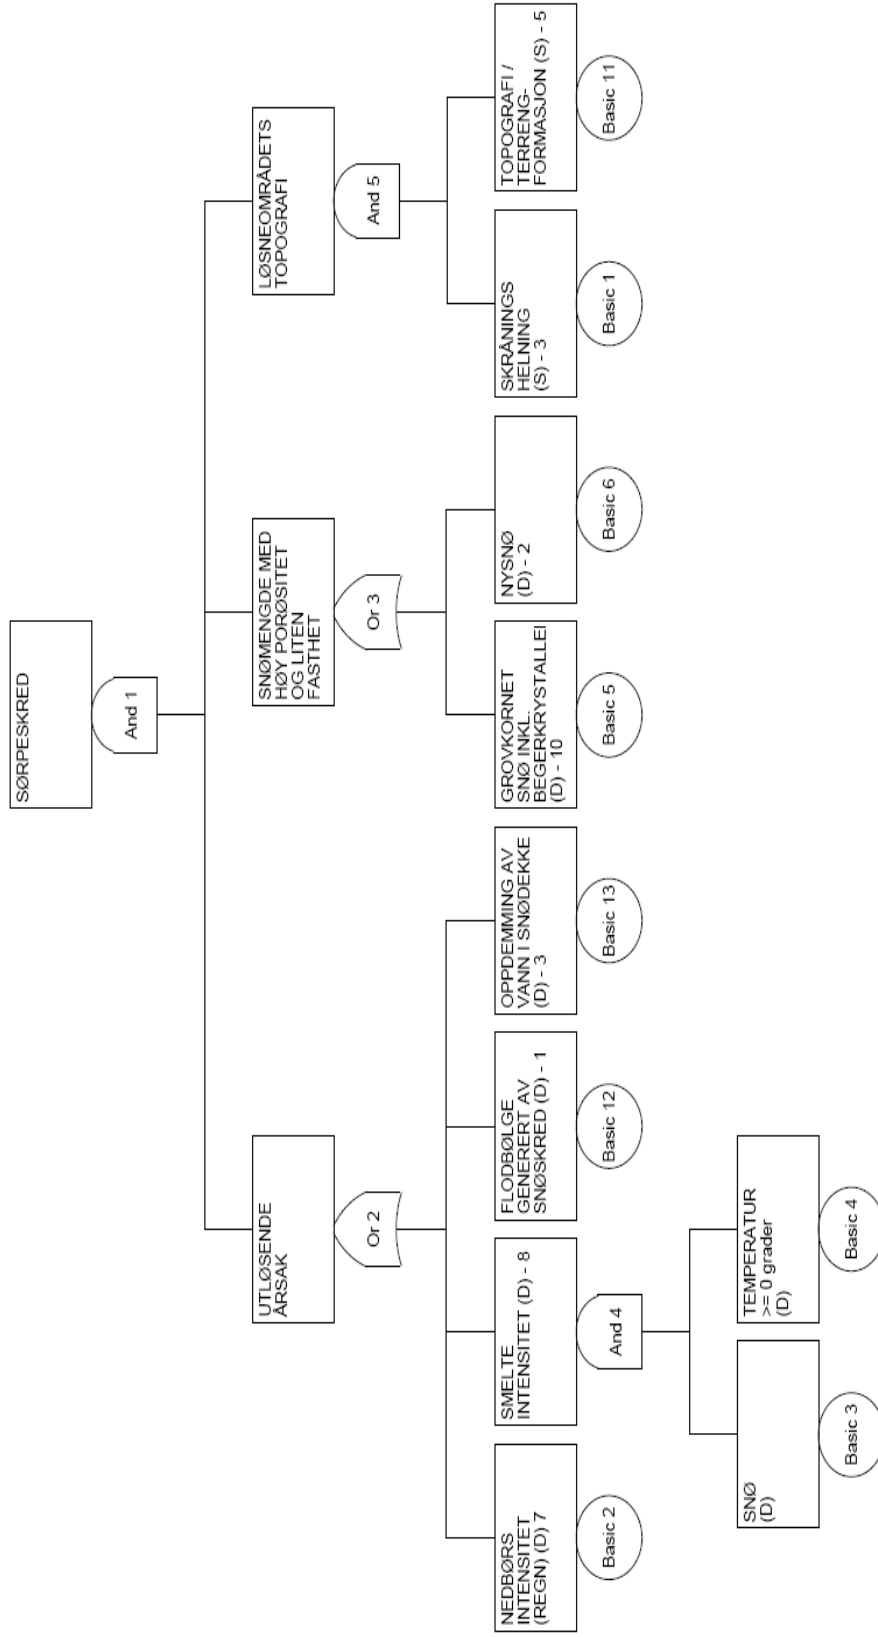 SØRPESKRED
And 1
UTLØSENDE
ÅRSAK
Or 2
SNØMENGDE MED
HØY PORØSITET
OG LITEN
FASTHET
Or 3
LØSNEOMRÅDETS
TOPOGRAFI
And 5
NEDBØRS
INTENSITET
(REGN) (D) 7
Basic 2
SMELTE
INTENSITET (D) - 8
And 4
FLODBØLGE
GENERERT AV
SNØSKRED (D) - 1
Basic 12
OPPDEMMING AV
VANN I SNØDEKKE
(D) - 3
Basic 13
GROVKORNET
SNØ INKL.
BEGERKRYSTALLEI
(D) - 10
Basic 5
NYSNØ
(D) - 2
Basic 6
SKRÅNINGS
HELNING
(S) - 3
Basic 1
TOPOGRAFI /
TERRENG-
FORMASJON (S) - 5
Basic 11
SNØ
(D)
Basic 3
TEMPERATUR
>= 0 grader
(D)
Basic 4